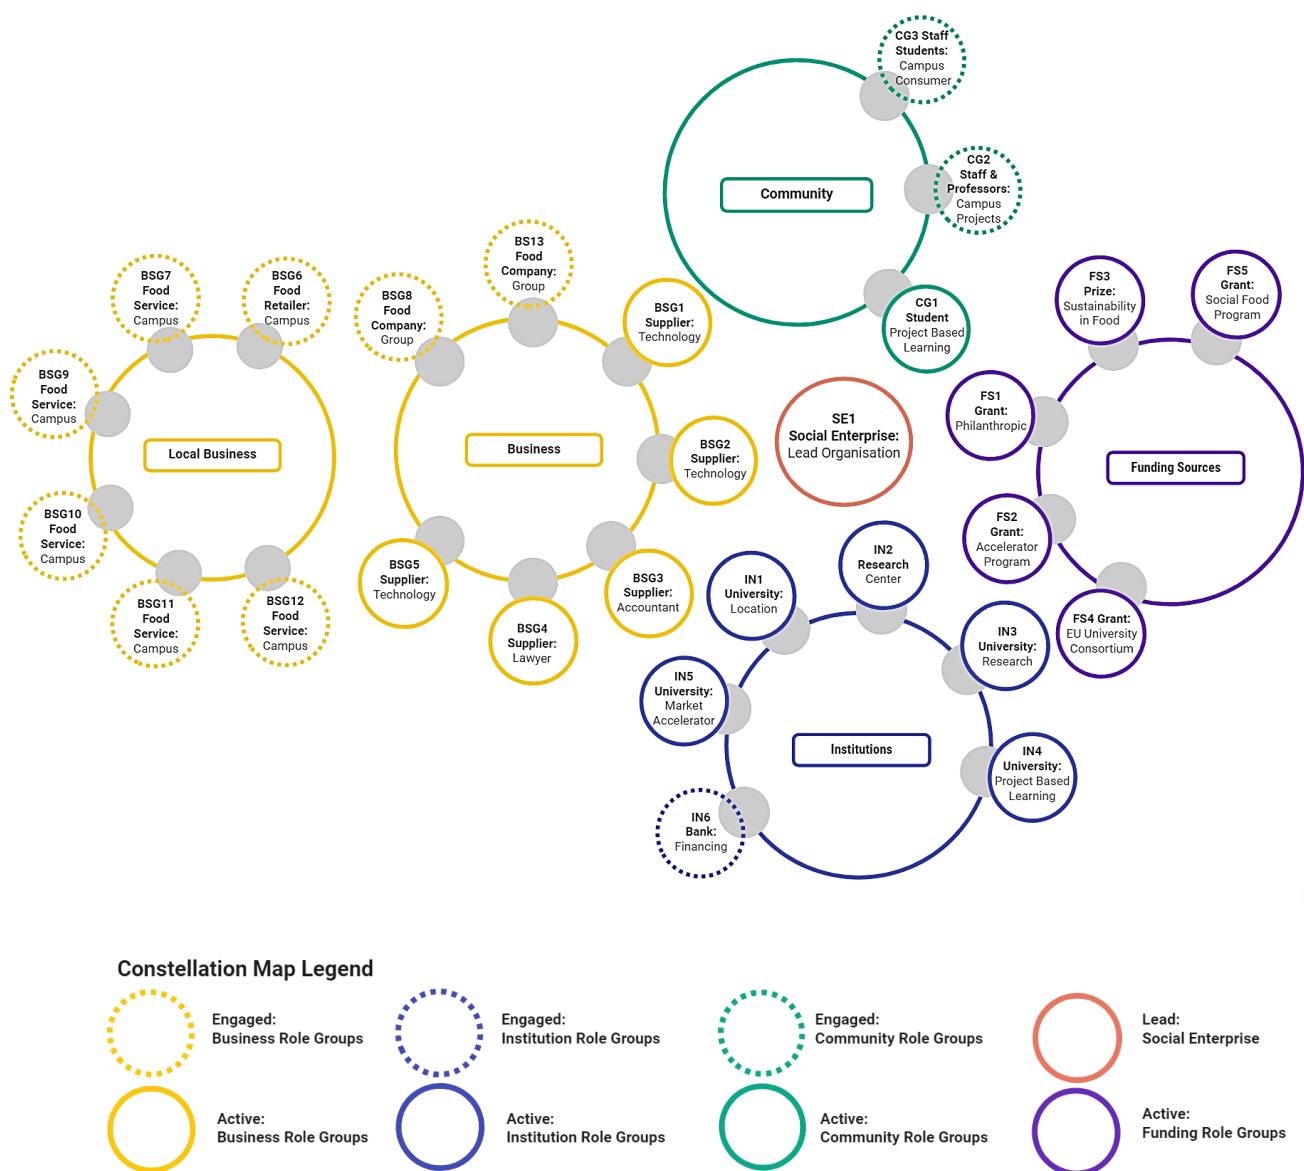 CG3 Staff
Students:
Campus
Consumer
CG2
Staff &
Professors:
Campus
Projects
Community
CG1
Student
Project Based
Learning
BSG7
Food
Service:
Campus
BSG6
Food
Retailer:
Campus
BSG9
Food
Service:
Campus
Local Business
BSG10
Food
Service:
Campus
BSG11
Food
Service:
Campus
BSG12
Food
Service:
Campus
BSG8
Food
Company:
Group
BS13
Food
Company:
Group
BSG1
Supplier:
Technology
Business
BSG2
Supplier:
Technology
BSG5
Supplier:
Technology
BSG4
Supplier:
Lawyer
BSG3
Supplier:
Accountant
SE1
Social Enterprise:
Lead Organisation
FS3
Prize:
Sustainability
in Food
FS5
Grant:
Social Food
Program
FS1
Grant:
Philanthropic
Funding Sources
FS2
Grant:
Accelerator
Program
FS4 Grant:
EU University
Consortium
IN1
University:
Location
IN2
Research
Center
IN3
University:
Research
IN5
University:
Market
Accelerator
Institutions
IN4
University:
Project Based
Learning
IN6
Bank:
Financing
Constellation Map Legend
Engaged:
Business Role Groups
Engaged:
Institution Role Groups
Engaged:
Community Role Groups
Lead:
Social Enterprise
Active:
Business Role Groups
Active:
Institution Role Groups
Active:
Community Role Groups
Active:
Funding Role Groups